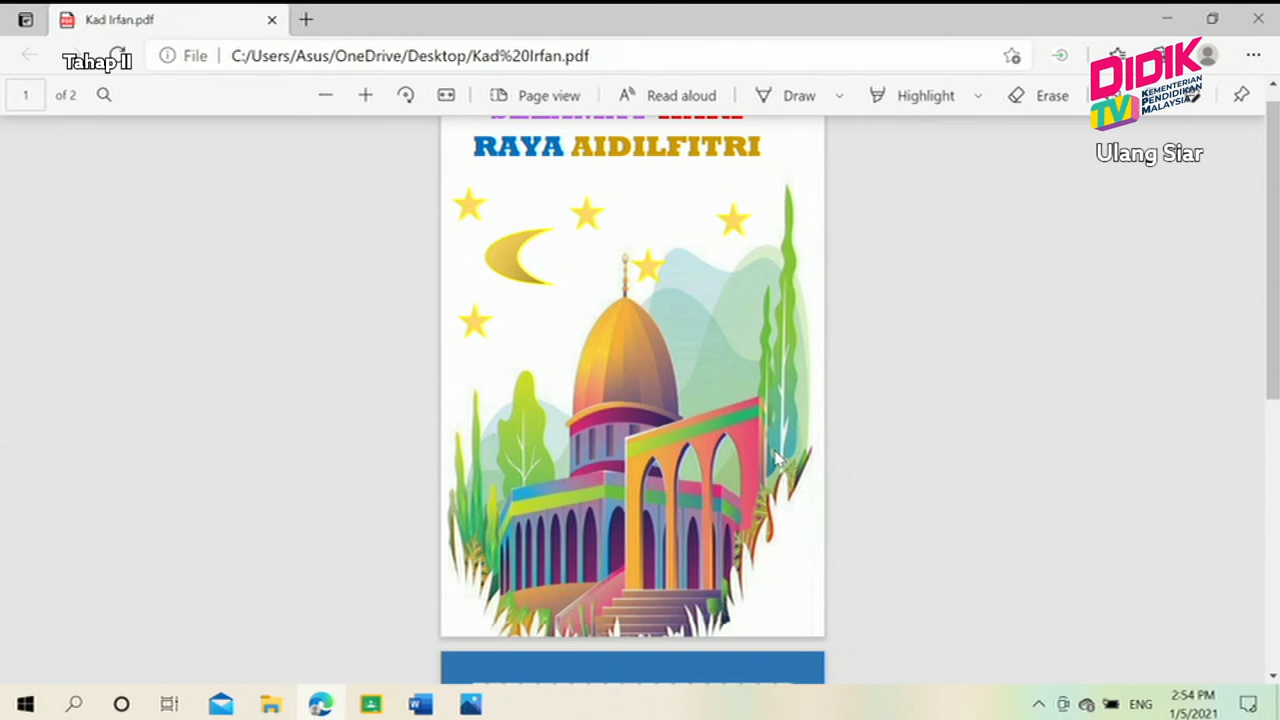 Kad Irfan.pdf
Tahap II
File
C:/Users/Asus/OneDrive/Desktop/Kad%20Irfan.pdf
1 of 2
Page view
Read aloud
Draw
Highlight
Erase
DIDIK
TV
KEMENTERIAN
PENDIDIKAN
MALAYSIA
Ulang Siar
SELAMAT HARI
RAYA AIDILFITRI
ENG
2:54 PM
1/5/2021